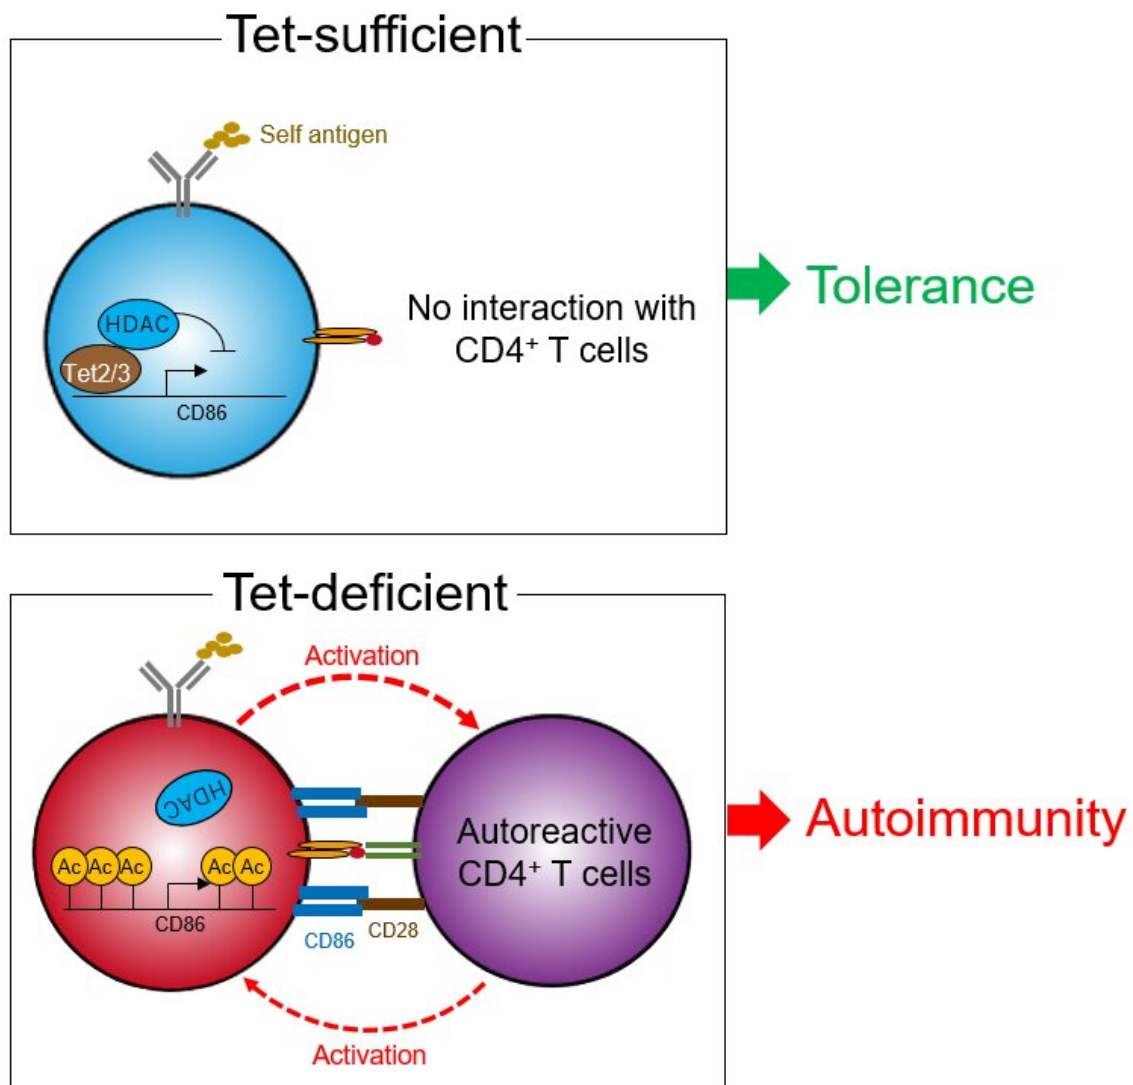 Tet-sufficient
Self antigen
HDAC
Tet2/3
CD86
No interaction with
CD4⁺ T cells
Tolerance
Tet-deficient
Activation
HDAC
Ac Ac Ac Ac Ac
CD86
Autoreactive
CD4⁺ T cells
CD86 CD28
Activation
Autoimmunity